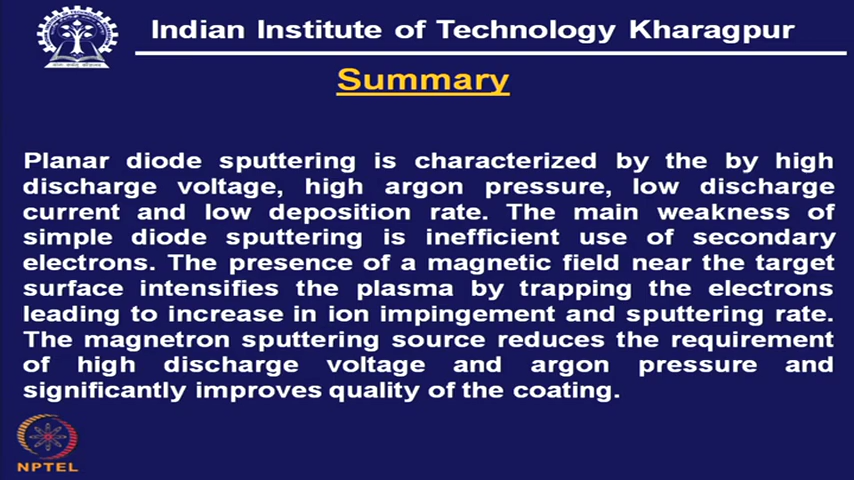 Indian Institute of Technology Kharagpur
Summary
Planar diode sputtering is characterized by the by high
discharge voltage, high argon pressure, low discharge
current and low deposition rate. The main weakness of
simple diode sputtering is inefficient use of secondary
electrons. The presence of a magnetic field near the target
surface intensifies the plasma by trapping the electrons
leading to increase in ion impingement and sputtering rate.
The magnetron sputtering source reduces the requirement
of high discharge voltage and argon pressure and
significantly improves quality of the coating.
NPTEL